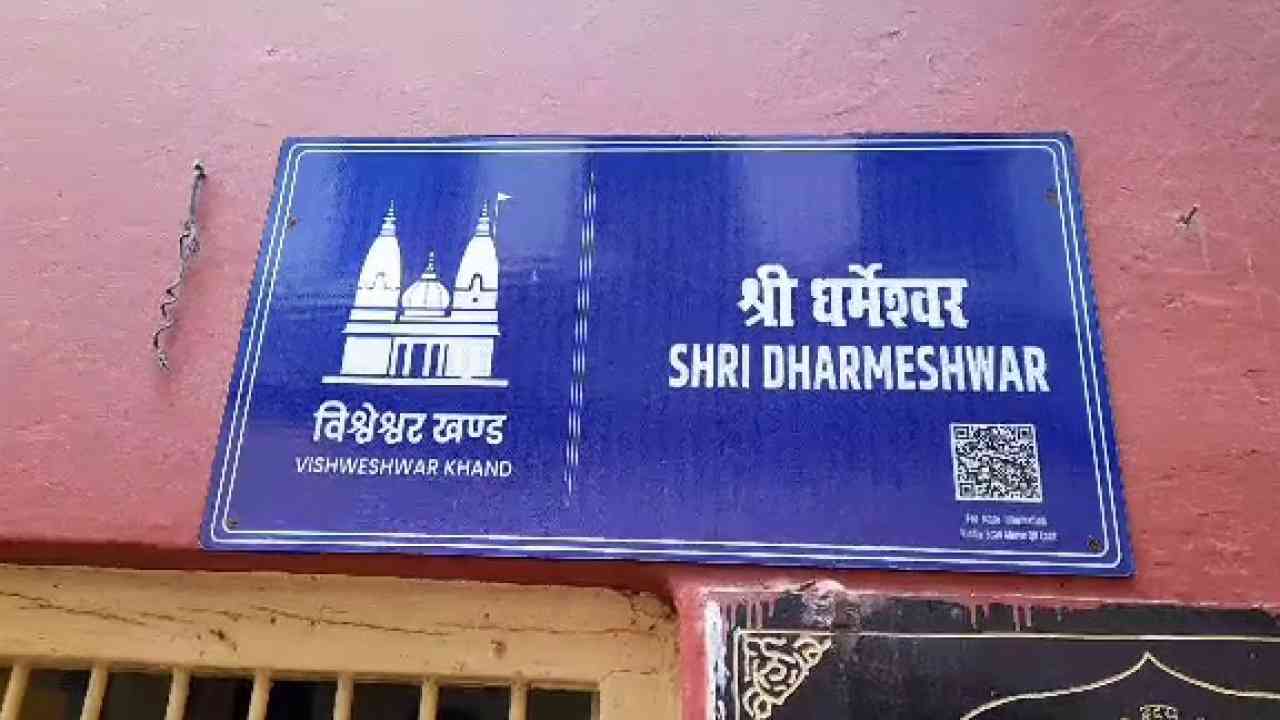 विश्वेश्वर खण्ड
VISHWESHWAR KHAND
श्री धर्मेश्वर
SHRI DHARMESHWAR